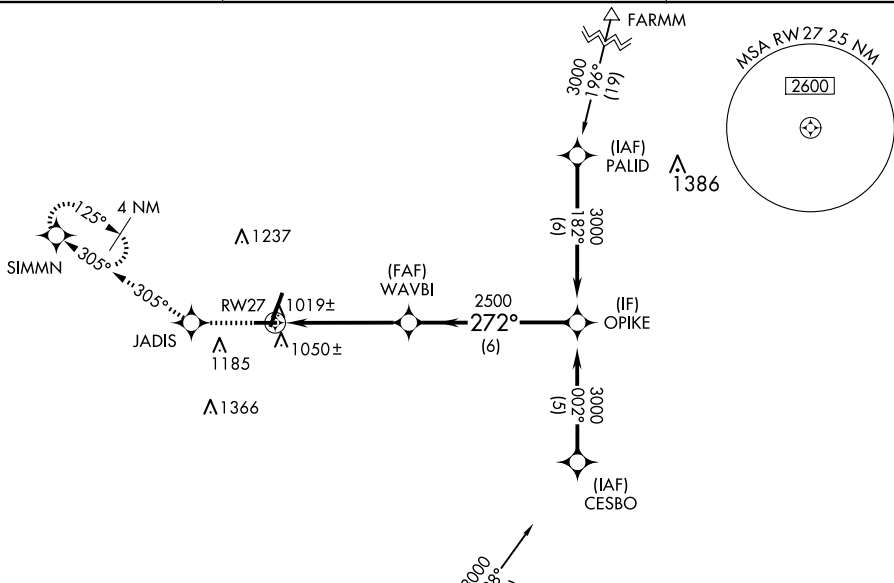 FARMM
MSA RW 27 25 NM
2600
3000
196°
(19)
(IAF)
PALID
1386
4 NM
125°
305°
305°
SIMMN
1237
3000
182°
(6)
(FAF)
WAVBI
RW27
1019±
2500
272°
(6)
(IF)
OPIKE
JADIS
1185
1050±
1366
3000
002°
(5)
(IAF)
CESBO